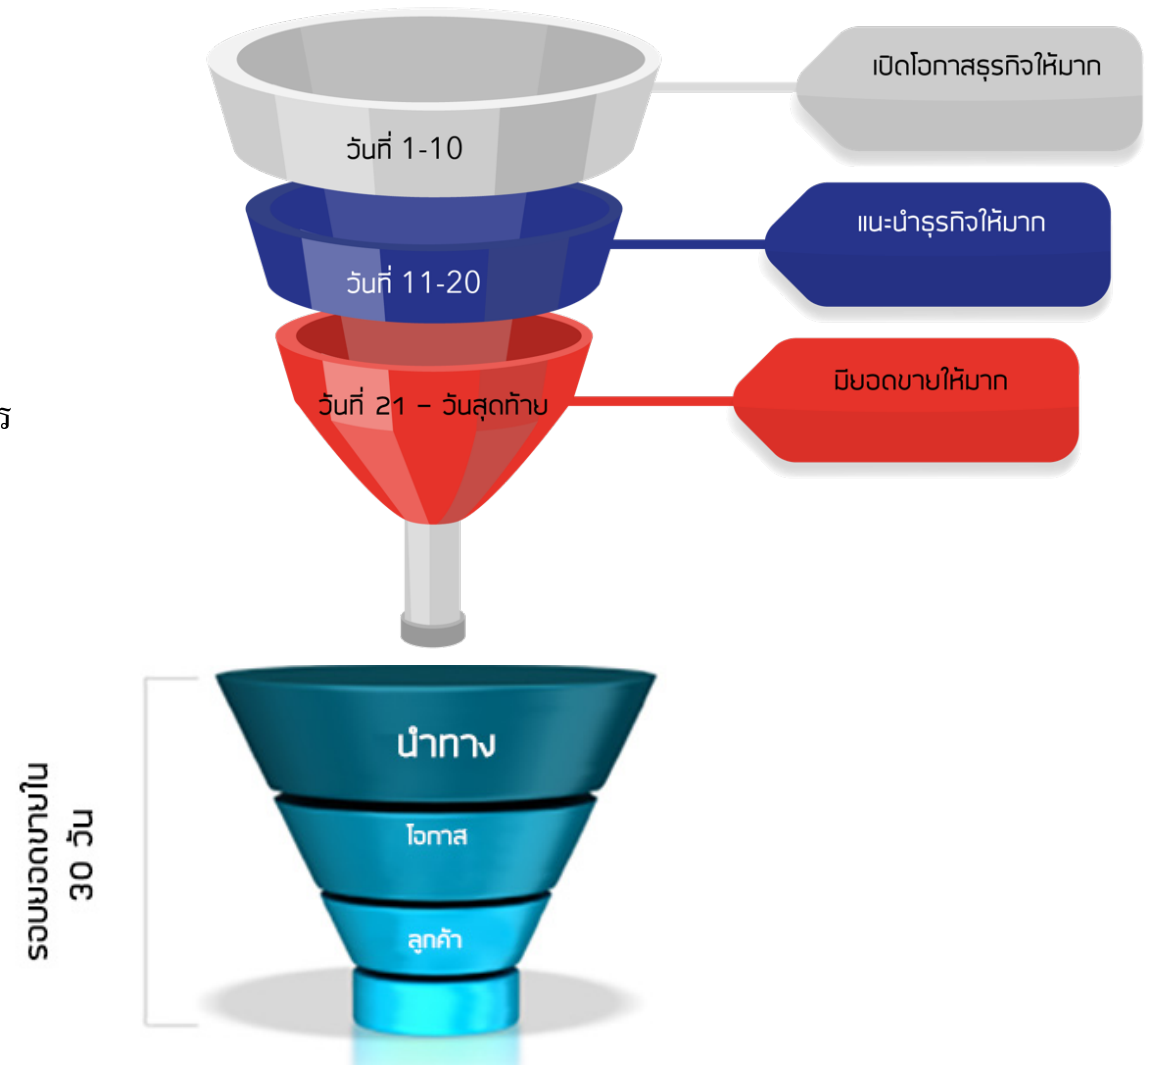 เปิดโอกาสธุรกิจให้มาก
วันที่ 1-10
แนะนำธุรกิจให้มาก
วันที่ 11-20
มียอดขายให้มาก
วันที่ 21 - วันสุดท้าย
ร
นำทาง
โอกาส
ลูกค้า
รอบยอดภายใน
30 วัน